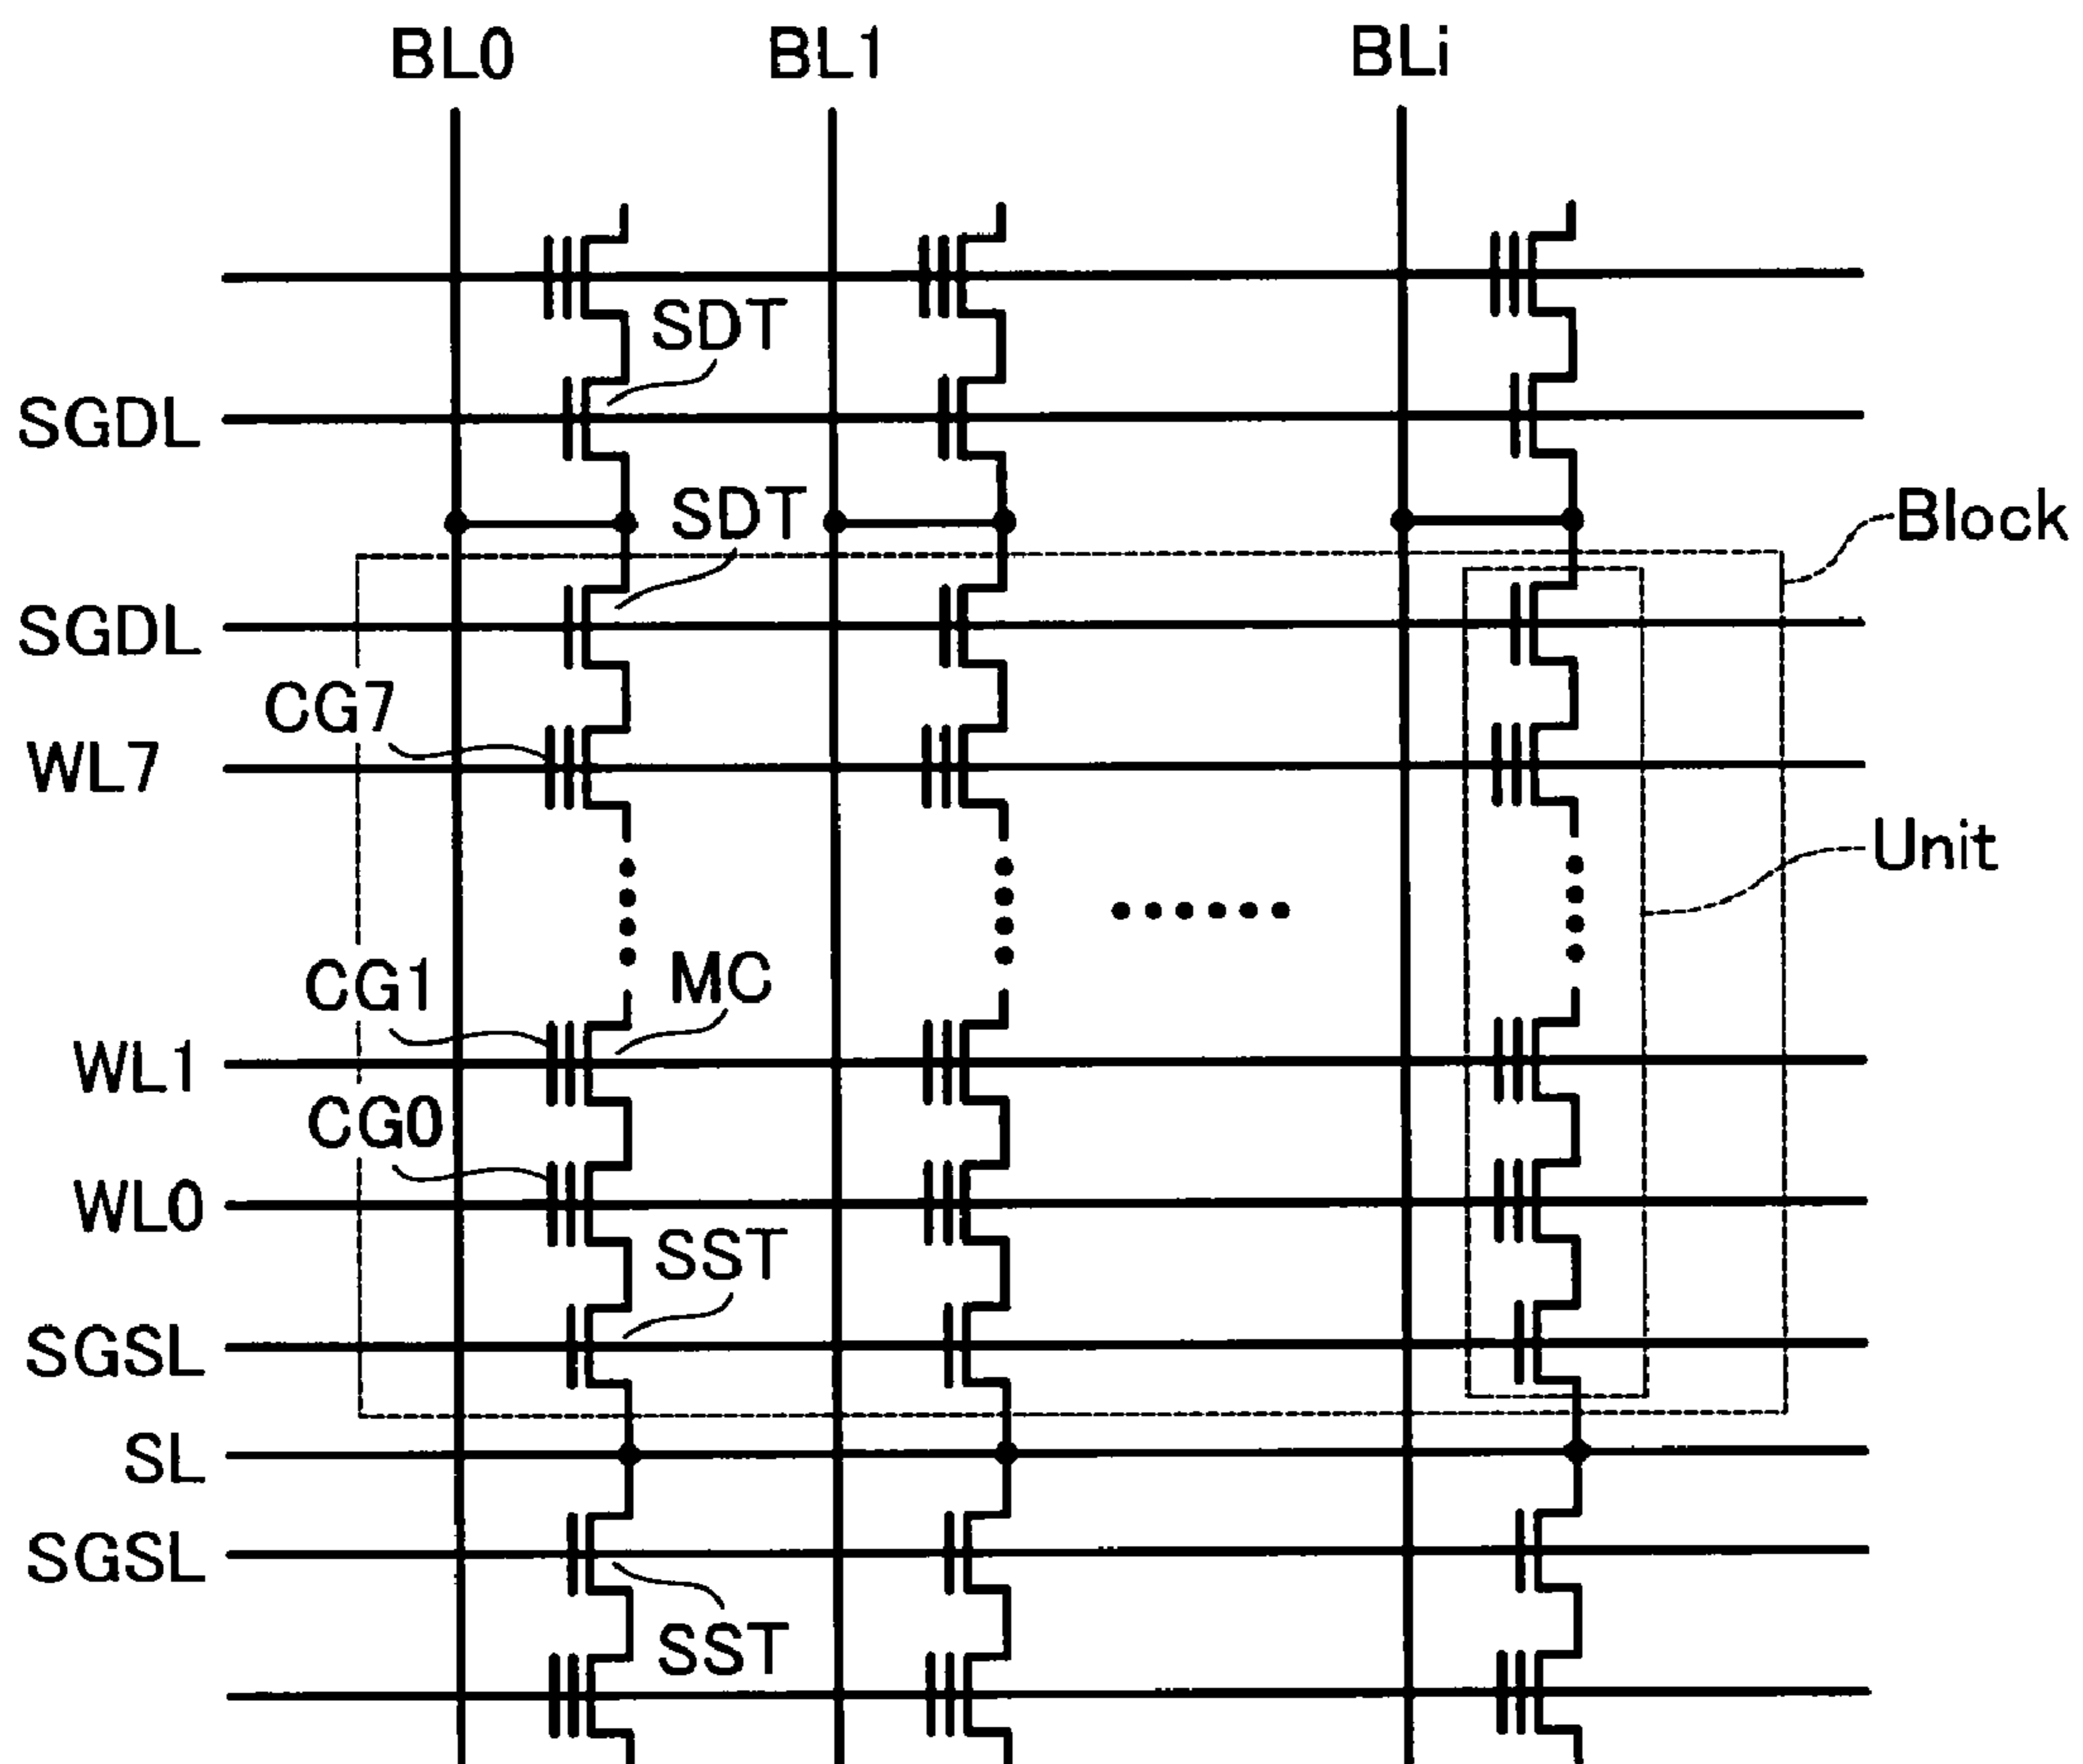 BL0 BL1 BLi
SDT
SGDL
SDT
Block
SGDL
CG7
WL7
Unit
CG1 MC
WL1
CG0
WL0
SST
SGSL
SL
SGSL
SST